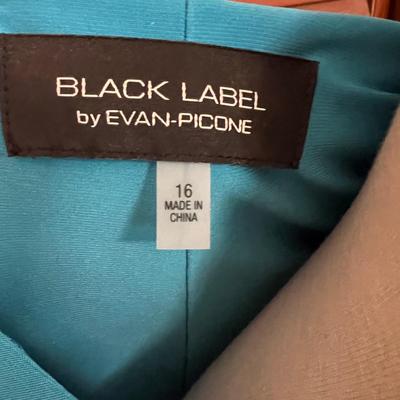 BLACK LABEL
by EVAN-PICONE
16
MADE IN
CHINA